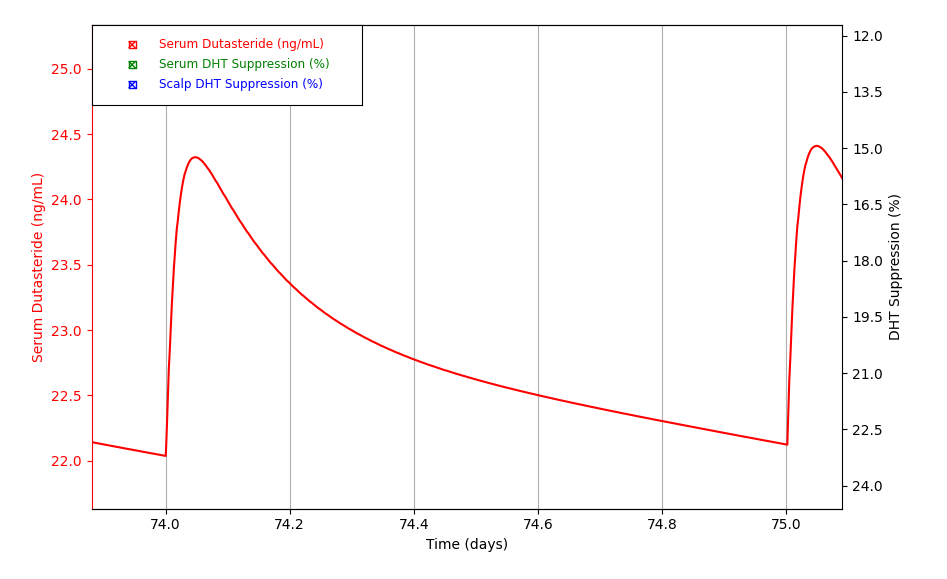 Serum Dutasteride (ng/mL)
Serum DHT Suppression (%)
Scalp DHT Suppression (%)
25.0
24.5
24.0
23.5
23.0
22.5
22.0
Serum Dutasteride (ng/mL)
12.0
13.5
15.0
16.5
18.0
19.5
21.0
22.5
24.0
DHT Suppression (%)
74.0 74.2 74.4 74.6 74.8 75.0
Time (days)